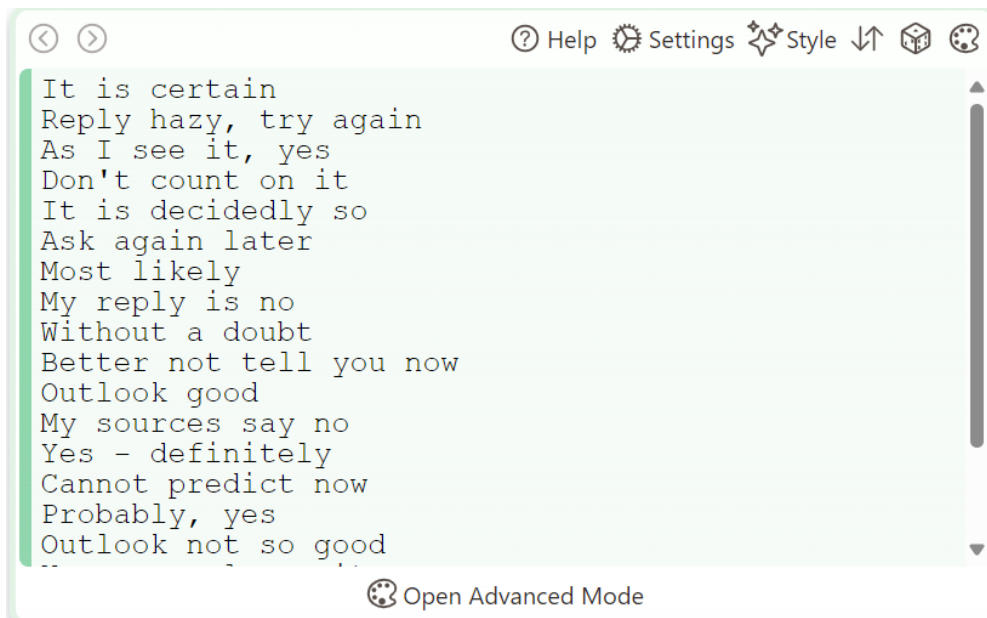 Help Settings Style
It is certain
Reply hazy, try again
As I see it, yes
Don't count on it
It is decidedly so
Ask again later
Most likely
My reply is no
Without a doubt
Better not tell you now
Outlook good
My sources say no
Yes - definitely
Cannot predict now
Probably, yes
Outlook not so good
Open Advanced Mode